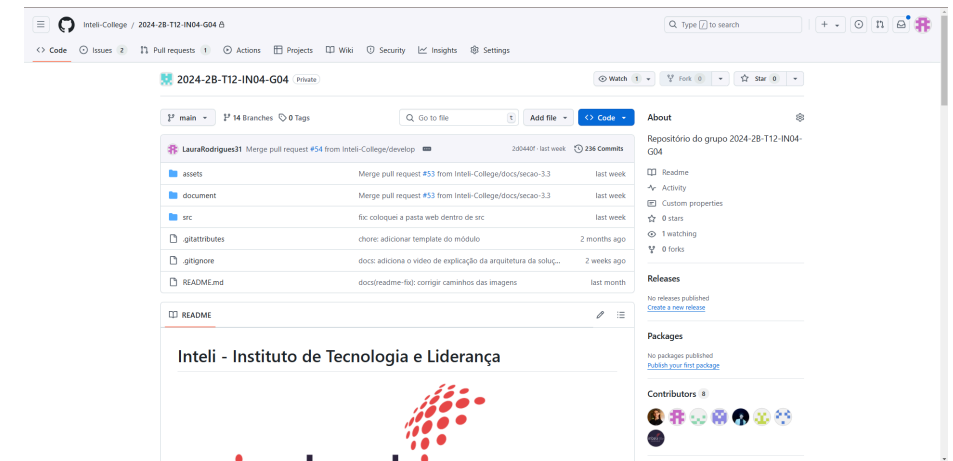 Inteli-College / 2024-2B-T12-IN04-G04
Type / to search
Code Issues 2 Pull requests 1 Actions Projects Wiki Security Insights Settings
2024-2B-T12-IN04-G04 Private
Watch 1 Fork 0 Star 0
main 14 Branches 0 Tags
Go to file t Add file Code
LauraRodrigues31 Merge pull request #54 from Inteli-College/develop 2d0440f · last week 236 Commits
assets Merge pull request #53 from Inteli-College/docs/secao-3.3 last week
document Merge pull request #53 from Inteli-College/docs/secao-3.3 last week
src fix: coloquei a pasta web dentro de src last week
.gitattributes chore: adicionar template do módulo 2 months ago
.gitignore docs: adiciona o video de explicação da arquitetura da soluç... 2 weeks ago
README.md docs(readme-fix): corrigir caminhos das imagens last month
README
Inteli - Instituto de Tecnologia e Liderança
About
Repositório do grupo 2024-2B-T12-IN04-
G04
Readme
Activity
Custom properties
0 stars
1 watching
0 forks
Releases
No releases published
Create a new release
Packages
No packages published
Publish your first package
Contributors 8